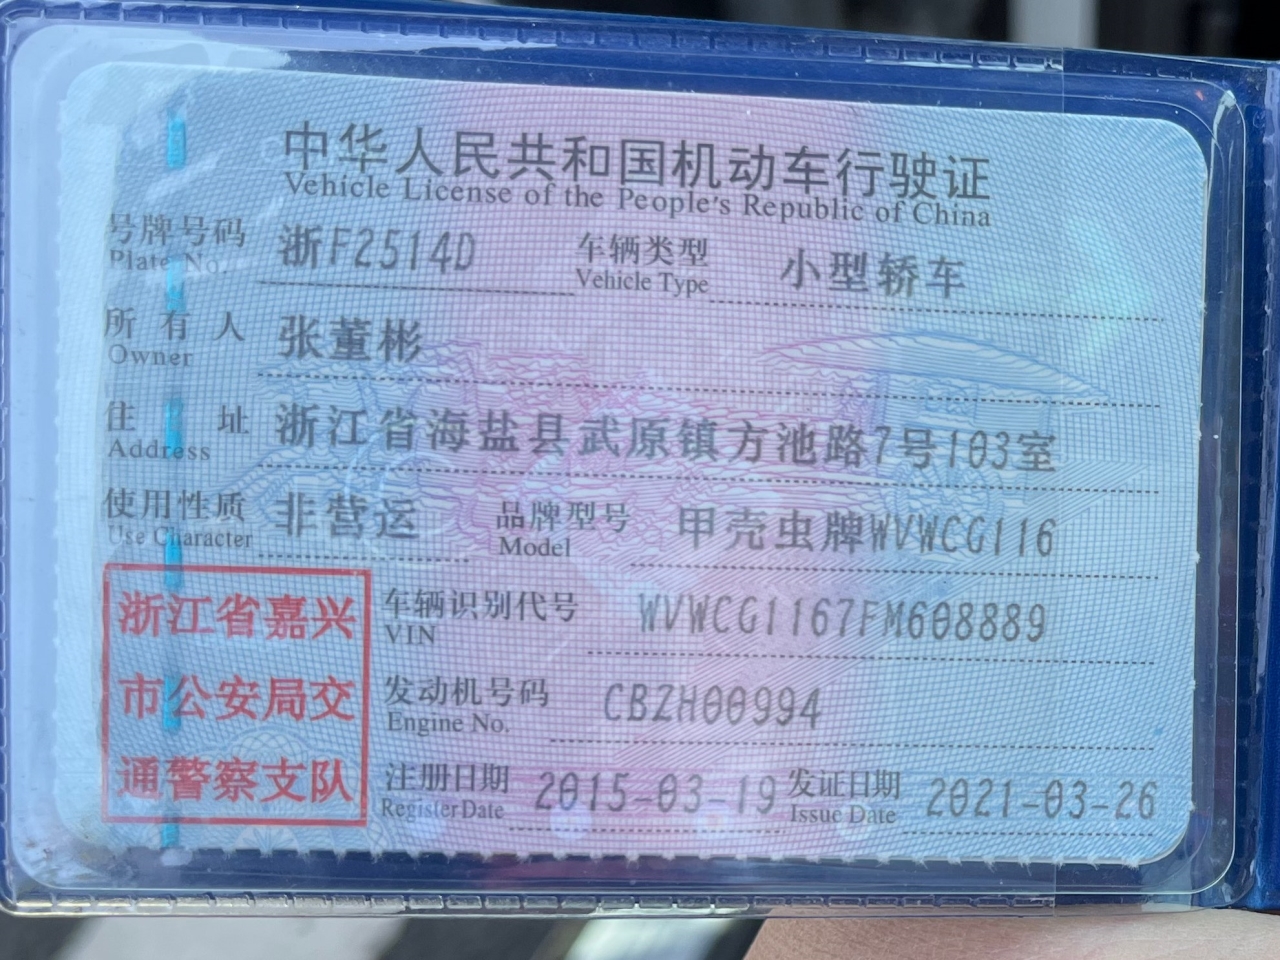 中华人民共和国机动车行驶证
Vehicle License of the People's Republic of China
号牌号码 浙F2514D 车辆类型 小型轿车
Plate No. Vehicle Type
所有人 张董彬
Owner
住址 浙江省海盐县武原镇方池路7号103室
Address
使用性质 非营运 品牌型号 甲壳虫牌WVWCG116
Use Character Model
浙江省嘉兴
市公安局交
通警察支队
车辆识别代号 WVWCG1167FM608889
VIN
发动机号码 CBZH00994
Engine No.
注册日期 2015-03-19 发证日期 2021-03-26
Register Date Issue Date